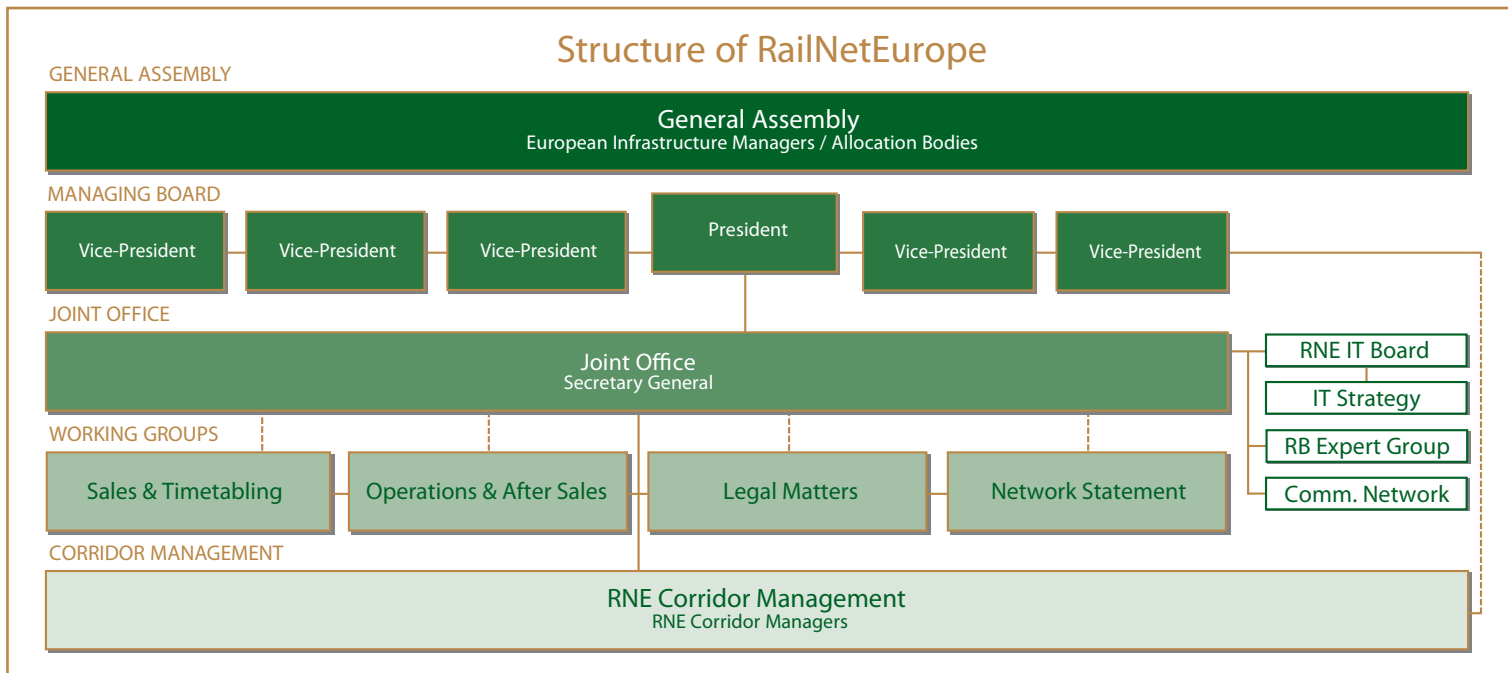 Structure of RailNetEurope
GENERAL ASSEMBLY
General Assembly
European Infrastructure Managers / Allocation Bodies
MANAGING BOARD
Vice-President
Vice-President
Vice-President
President
Vice-President
Vice-President
JOINT OFFICE
Joint Office
Secretary General
RNE IT Board
IT Strategy
RB Expert Group
Comm. Network
WORKING GROUPS
Sales & Timetabling
Operations & After Sales
Legal Matters
Network Statement
CORRIDOR MANAGEMENT
RNE Corridor Management
RNE Corridor Managers